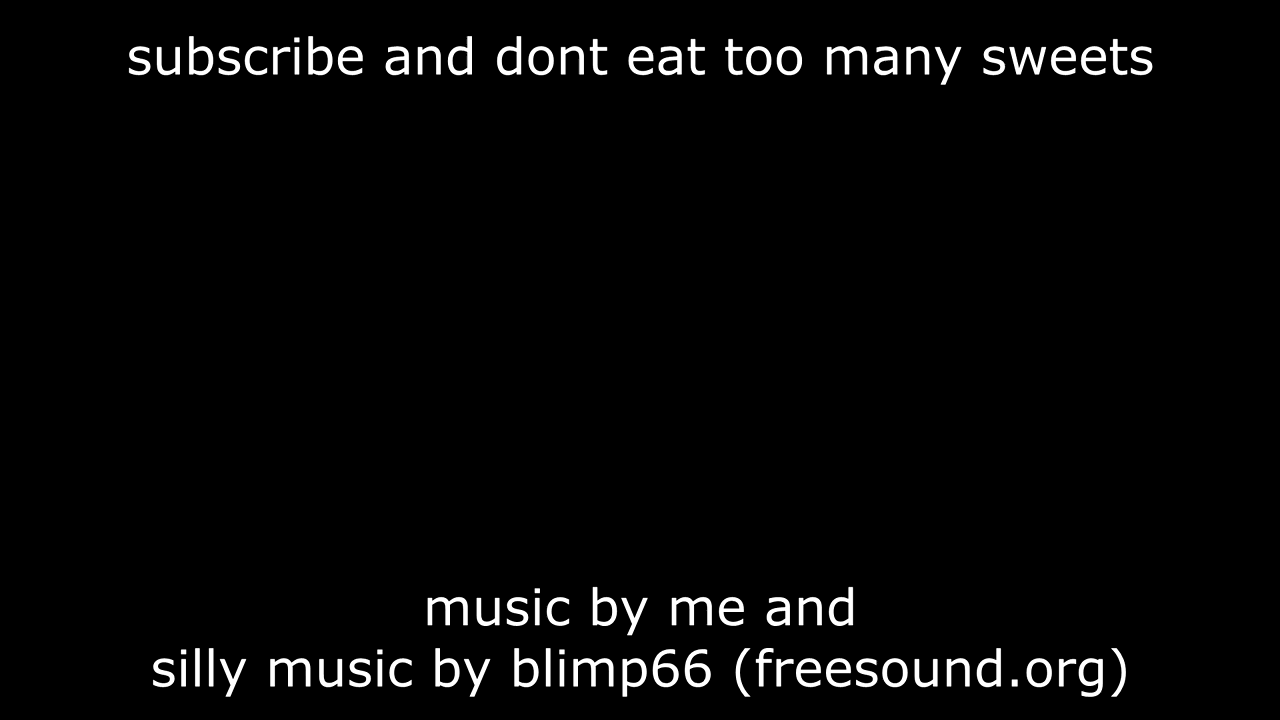 subscribe and dont eat too many sweets
music by me and
silly music by blimp66 (freesound.org)